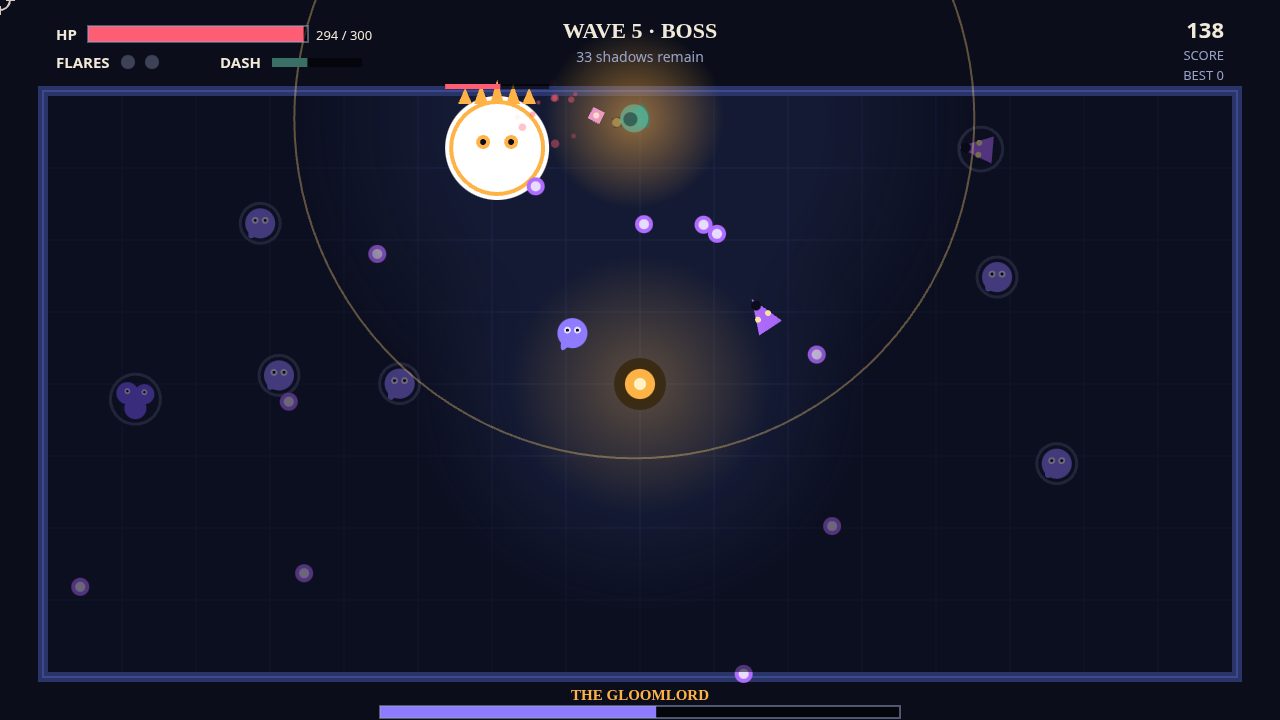 HP 294 / 300
WAVE 5 · BOSS
138
33 shadows remain
SCORE
FLARES DASH
BEST 0
THE GLOOMLORD